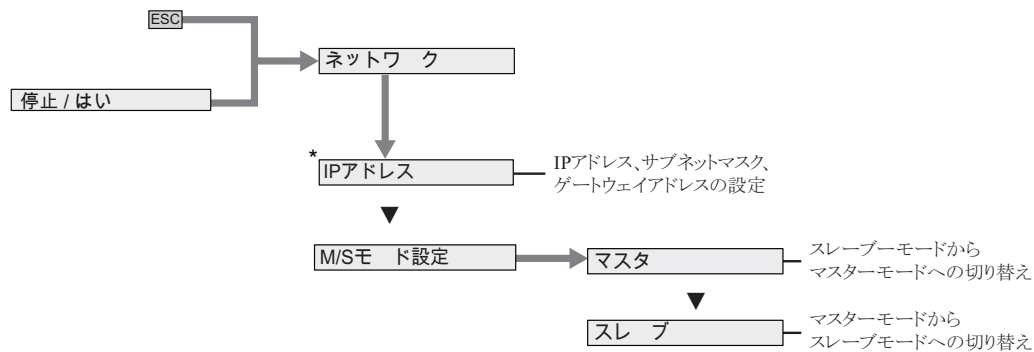 ESC
ネットワ　ク
停止 / はい
*
IPアドレス
IPアドレス、サブネットマスク、
ゲートウェイアドレスの設定
▼
M/Sモ　ド設定
マスタ
スレーブーモードから
マスターモードへの切り替え
▼
スレ　ブ
マスターモードから
スレーブモードへの切り替え